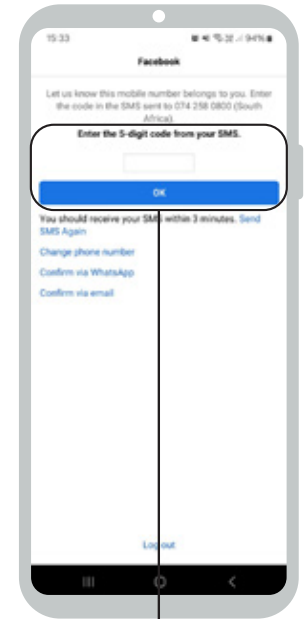 15:33
94%
Facebook
Let us know this mobile number belongs to you. Enter
the code in the SMS sent to 074 258 0800 (South
Africa).
Enter the 5-digit code from your SMS.
OK
You should receive your SMS within 3 minutes. Send
SMS Again
Change phone number
Confirm via WhatsApp
Confirm via email
Log out